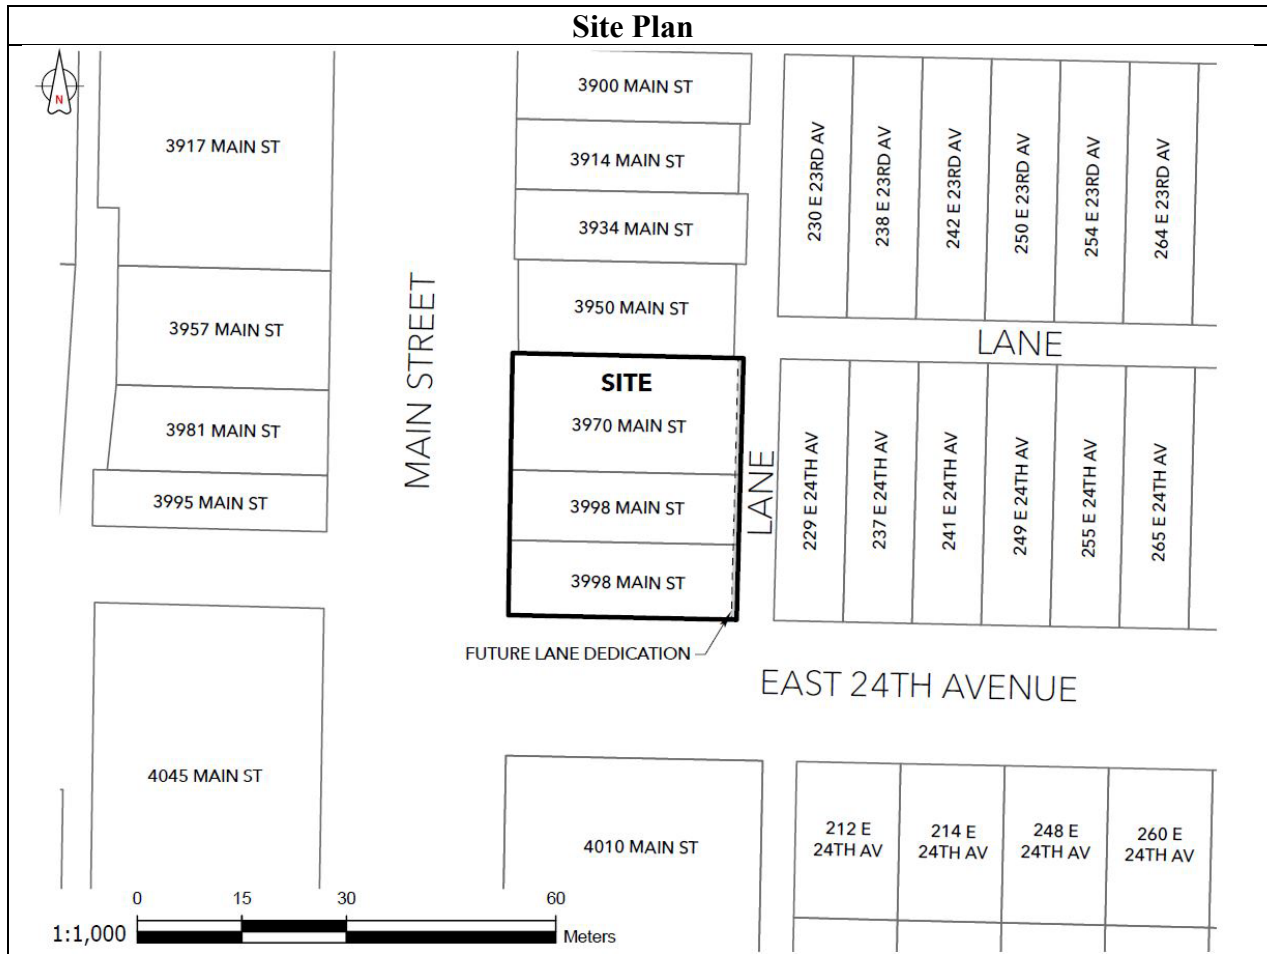 Site Plan
N
3917 MAIN ST
3900 MAIN ST
3914 MAIN ST
3934 MAIN ST
230 E 23RD AV
238 E 23RD AV
242 E 23RD AV
250 E 23RD AV
254 E 23RD AV
264 E 23RD AV
3957 MAIN ST
MAIN STREET
3950 MAIN ST
LANE
SITE
3970 MAIN ST
3981 MAIN ST
3995 MAIN ST
3998 MAIN ST
3998 MAIN ST
LANE
229 E 24TH AV
237 E 24TH AV
241 E 24TH AV
249 E 24TH AV
255 E 24TH AV
265 E 24TH AV
FUTURE LANE DEDICATION
EAST 24TH AVENUE
4045 MAIN ST
4010 MAIN ST
212 E
24TH AV
214 E
24TH AV
248 E
24TH AV
260 E
24TH AV
0 15 30 60
1:1,000
Meters